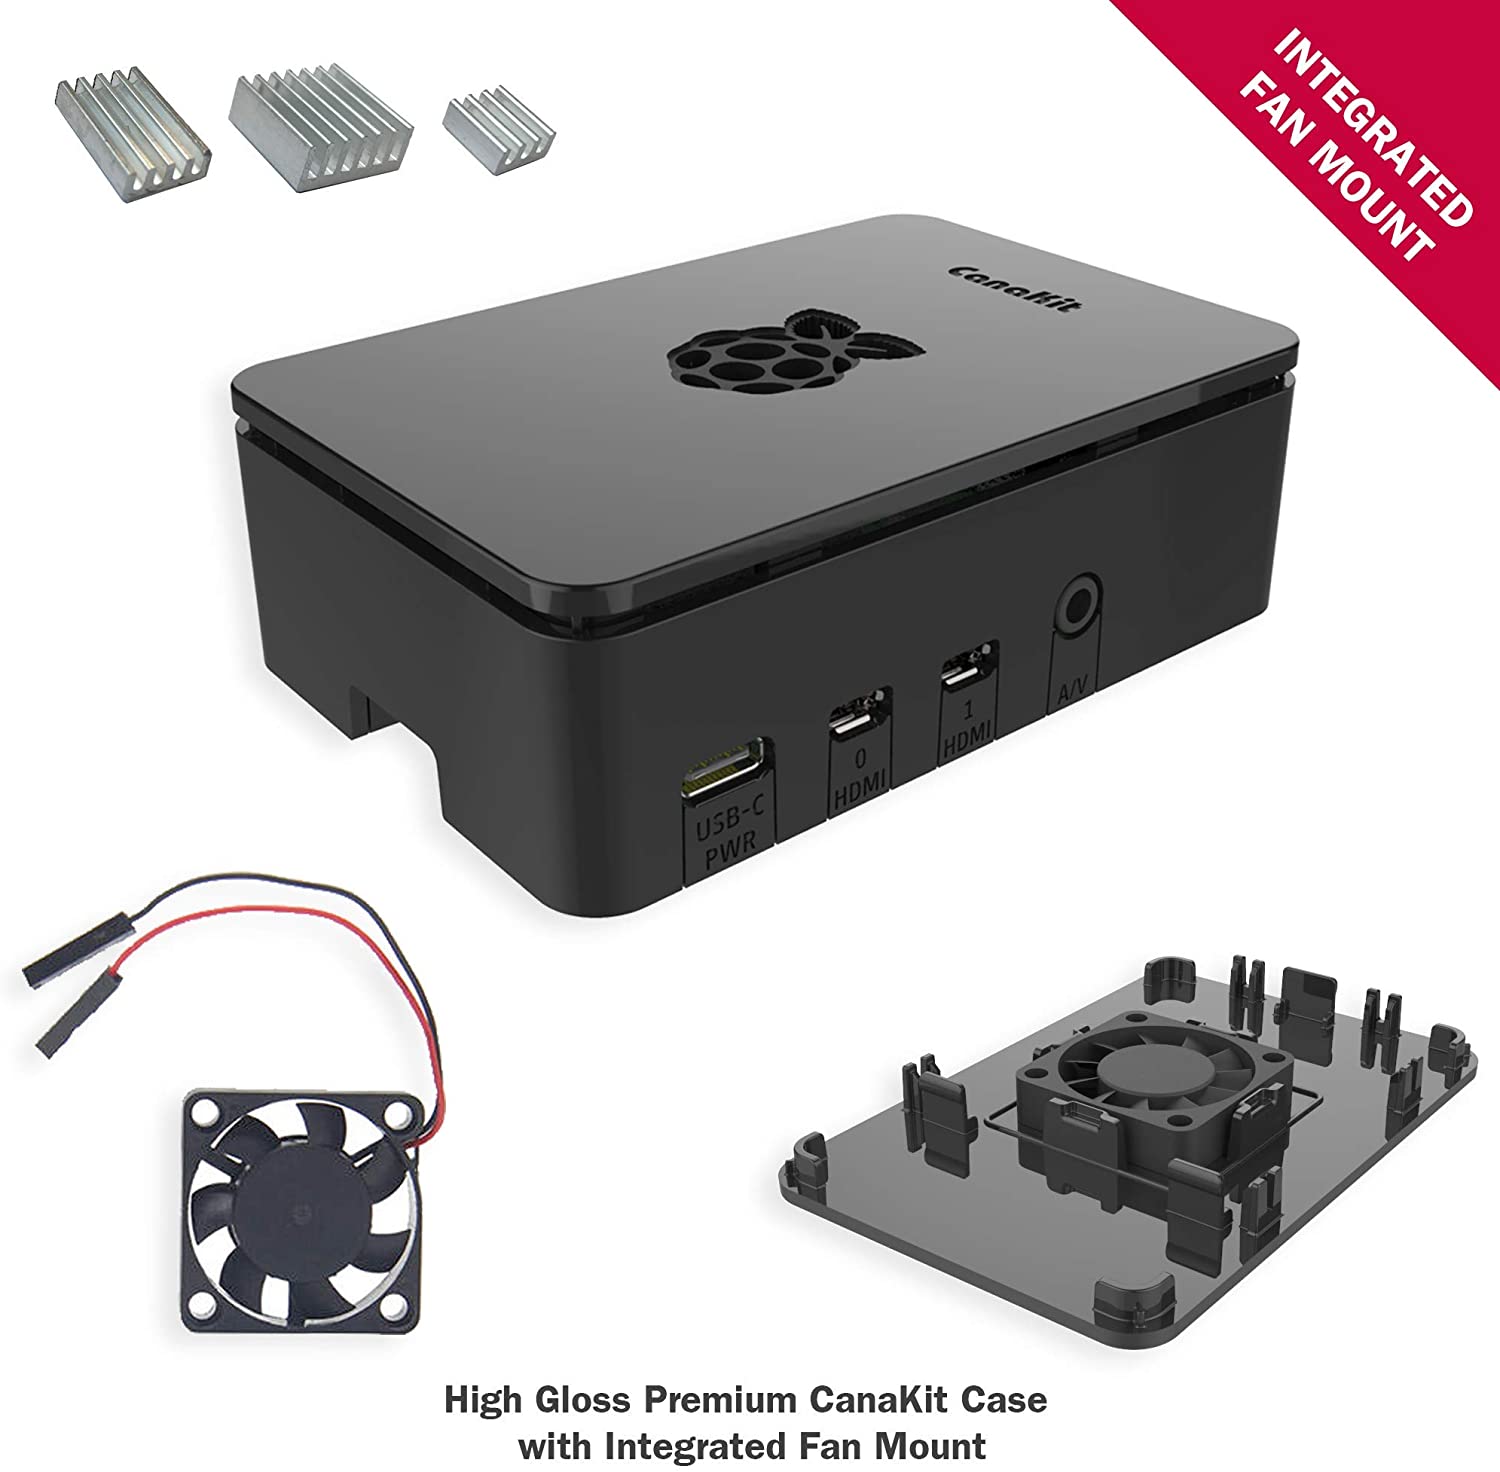 INTEGRATED
FAN MOUNT
CanaKit
USB-C
PWR
0
HDMI
1
HDMI
A/V
High Gloss Premium CanaKit Case
with Integrated Fan Mount